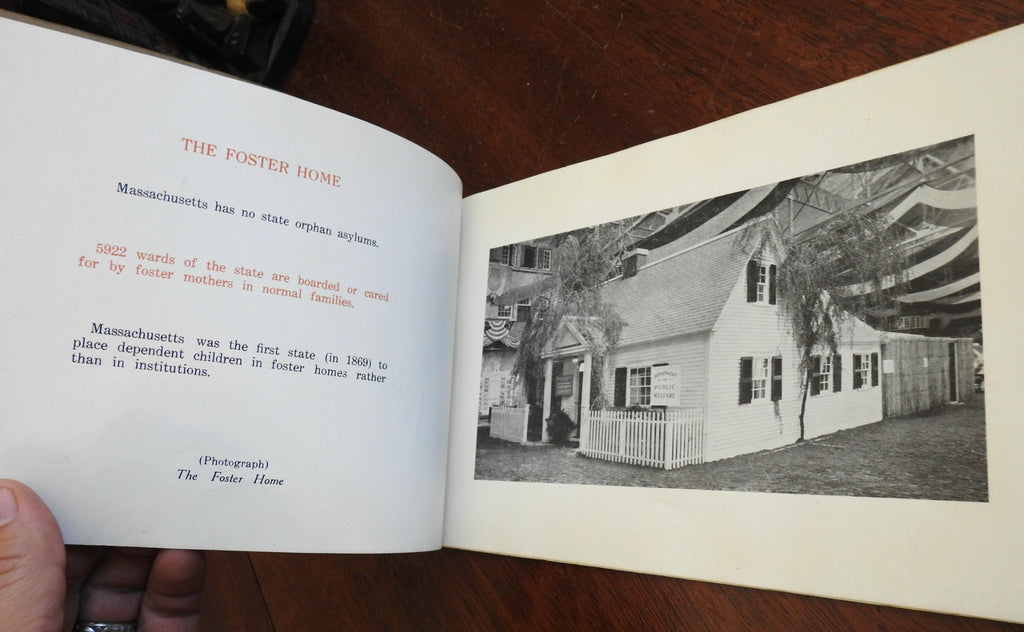 THE FOSTER HOME
Massachusetts has no state orphan asylums.
5922 wards of the state are boarded or cared
for by foster mothers in normal families.
Massachusetts was the first state (in 1869) to
place dependent children in foster homes rather
than in institutions.
(Photograph)
The Foster Home
PUBLIC
WELFARE